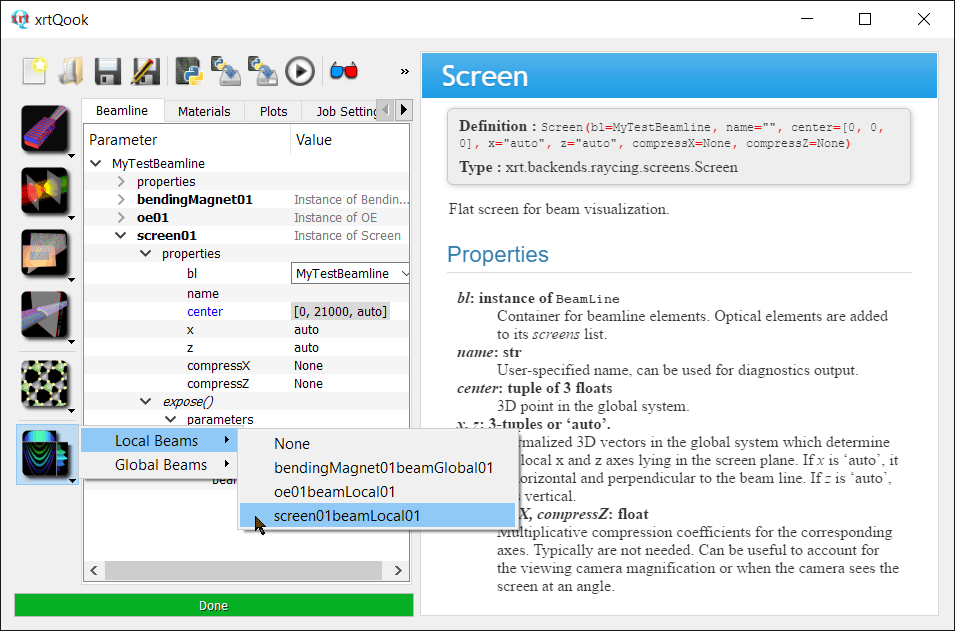 xrt xrtQook
»
Beamline Materials Plots Job Setting
Parameter Value
MyTestBeamline
properties
bendingMagnet01 Instance of Bendin...
oe01 Instance of OE
screen01 Instance of Screen
properties
bl MyTestBeamline
name
center [0, 21000, auto]
x auto
z auto
compressX None
compressZ None
expose()
parameters
Local Beams
Global Beams
None
bendingMagnet01beamGlobal01
oe01beamLocal01
screen01beamLocal01
Done
Screen
Definition : Screen(bl=MyTestBeamline, name="", center=[0, 0,
0], x="auto", z="auto", compressX=None, compressZ=None)
Type : xrt.backends.raycing.screens.Screen
Flat screen for beam visualization.
Properties
bl: instance of BeamLine
Container for beamline elements. Optical elements are added
to its screens list.
name: str
User-specified name, can be used for diagnostics output.
center: tuple of 3 floats
3D point in the global system.
x, z: 3-tuples or ‘auto’.
rmalized 3D vectors in the global system which determine
local x and z axes lying in the screen plane. If x is ‘auto’, it
orizontal and perpendicular to the beam line. If z is ‘auto’,
s vertical.
X, compressZ: float
Multiplicative compression coefficients for the corresponding
axes. Typically are not needed. Can be useful to account for
the viewing camera magnification or when the camera sees the
screen at an angle.